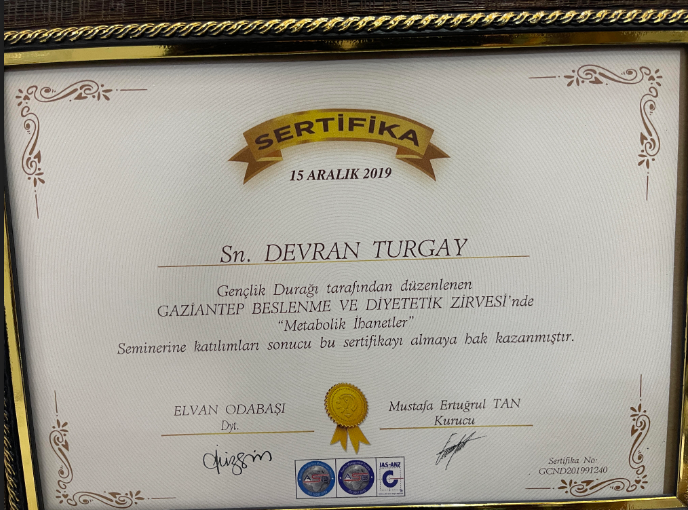 SERTİFİKA
15 ARALIK 2019
Sn. DEVRAN TURGAY
Gençlik Durağı tarafından düzenlenen
GAZİANTEP BESLENME VE DİYETETİK ZİRVESİ'nde
"Metabolik İhanetler"
Seminerine katılımları sonucu bu sertifikayı almaya hak kazanmıştır.
ELVAN ODABAŞI
Dyt.
Mustafa Ertuğrul TAN
Kurucu
JAS-ANZ
Sertifika No:
GCND201991240